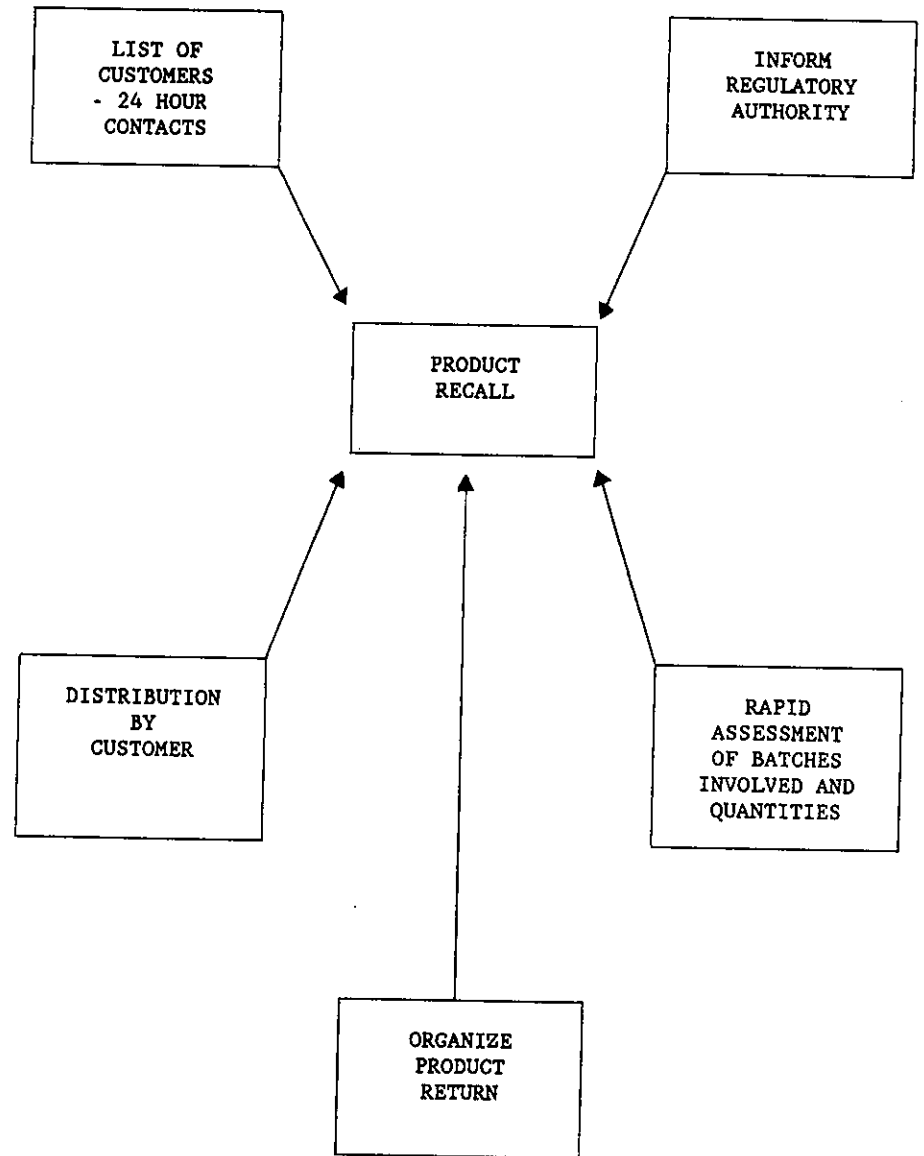 LIST OF
CUSTOMERS
- 24 HOUR
CONTACTS
INFORM
REGULATORY
AUTHORITY
PRODUCT
RECALL
DISTRIBUTION
BY
CUSTOMER
RAPID
ASSESSMENT
OF BATCHES
INVOLVED AND
QUANTITIES
ORGANIZE
PRODUCT
RETURN